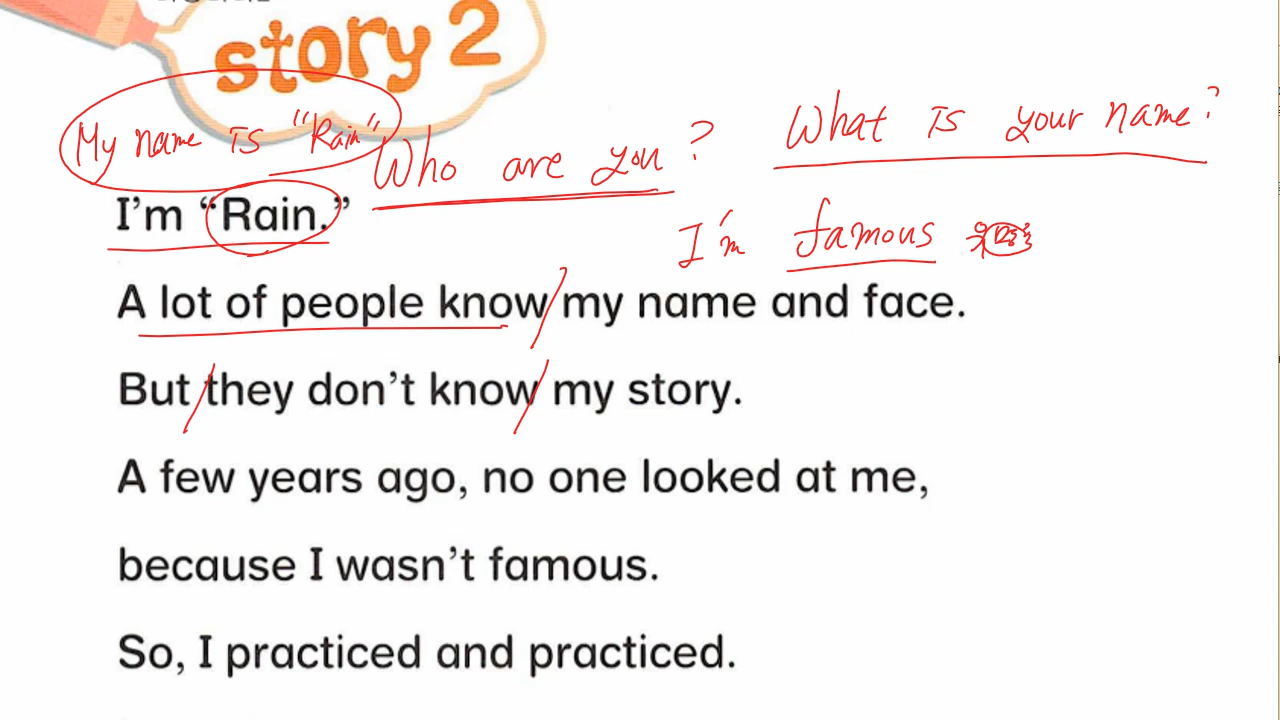 story 2
My name is "Rain"
Who are you?
What is your name?
I'm "Rain."
I'm famous
A lot of people know my name and face.
But they don't know my story.
A few years ago, no one looked at me,
because I wasn't famous.
So, I practiced and practiced.